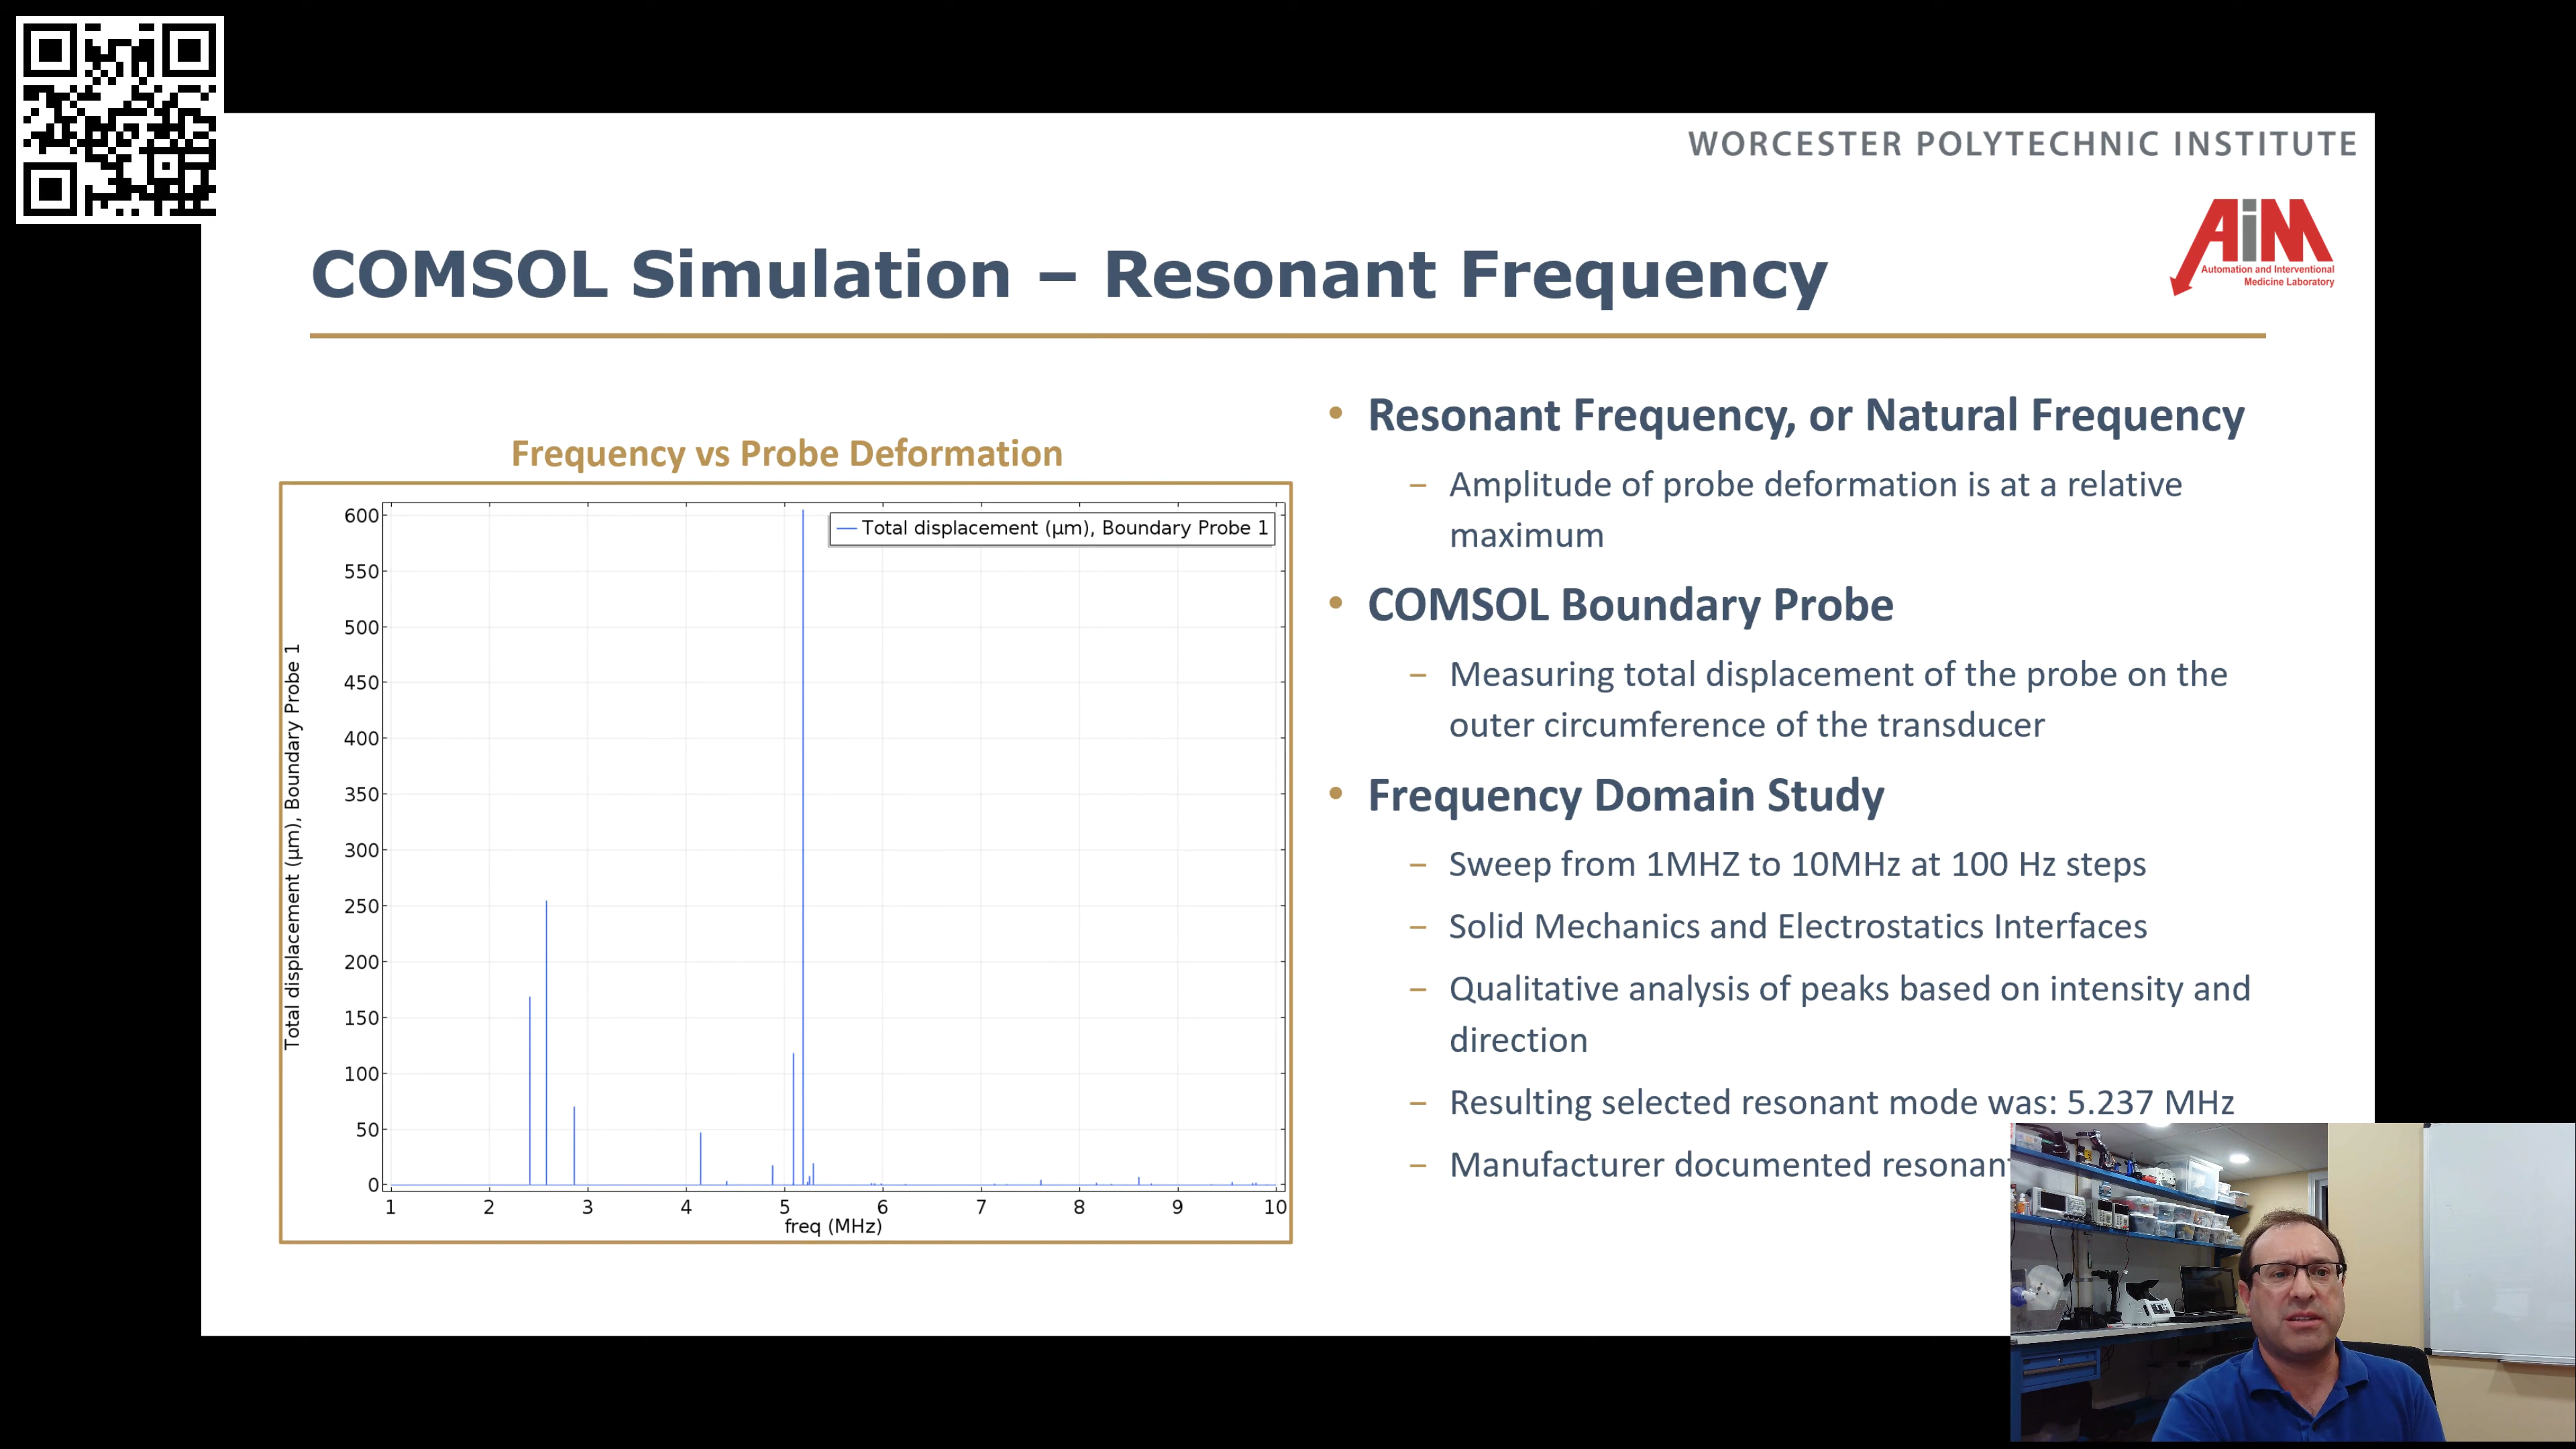 WORCESTER POLYTECHNIC INSTITUTE
AiM
Automation and Interventional
Medicine Laboratory
COMSOL Simulation – Resonant Frequency
Frequency vs Probe Deformation
Total displacement (μm), Boundary Probe 1
Total displacement (μm), Boundary Probe 1
600
550
500
450
400
350
300
250
200
150
100
50
0
1 2 3 4 5 6 7 8 9 10
freq (MHz)
• Resonant Frequency, or Natural Frequency
– Amplitude of probe deformation is at a relative
maximum
• COMSOL Boundary Probe
– Measuring total displacement of the probe on the
outer circumference of the transducer
• Frequency Domain Study
– Sweep from 1MHZ to 10MHz at 100 Hz steps
– Solid Mechanics and Electrostatics Interfaces
– Qualitative analysis of peaks based on intensity and
direction
– Resulting selected resonant mode was: 5.237 MHz
– Manufacturer documented resonan